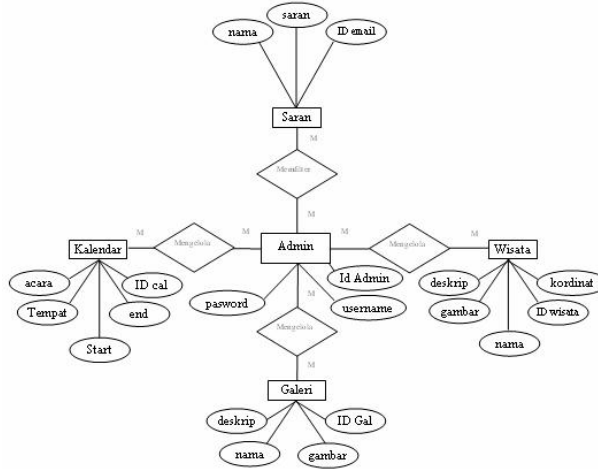 saran
nama
ID email
Saran
M
Memfilter
M
M
M
M
M
Kalendar
Mengelola
Admin
Mengelola
Wisata
acara
ID cal
Id Admin
deskrip
kordinat
Tempat
end
pasword
M
username
gambar
ID wisata
Start
Mengelola
nama
M
Galeri
deskrip
ID Gal
nama
gambar